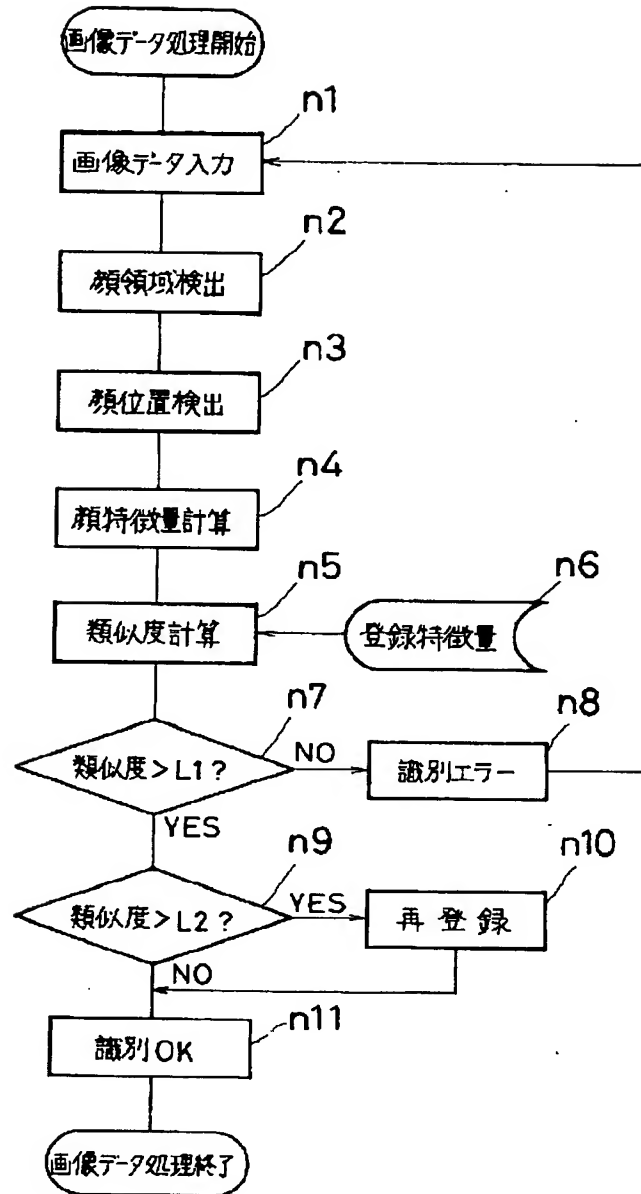 画像データ処理開始
n1
画像データ入力
n2
顔領域検出
n3
顔位置検出
n4
顔特徴量計算
n5
類似度計算
n6
登録特徴量
n7
類似度>L1?
NO
n8
識別エラー
YES
n9
類似度>L2?
YES
n10
再登録
NO
n11
識別OK
画像データ処理終了